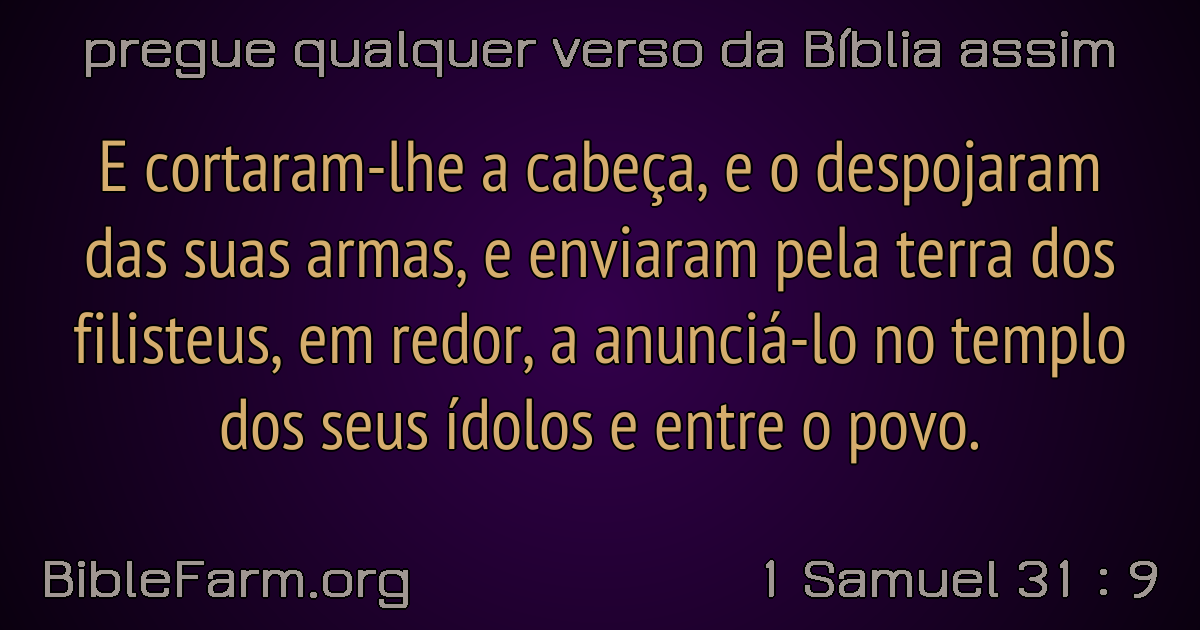 pregue qualquer verso da Bíblia assim
E cortaram-lhe a cabeça, e o despojaram
das suas armas, e enviaram pela terra dos
filisteus, em redor, a anunciá-lo no templo
dos seus ídolos e entre o povo.
BibleFarm.org
1 Samuel 31 : 9